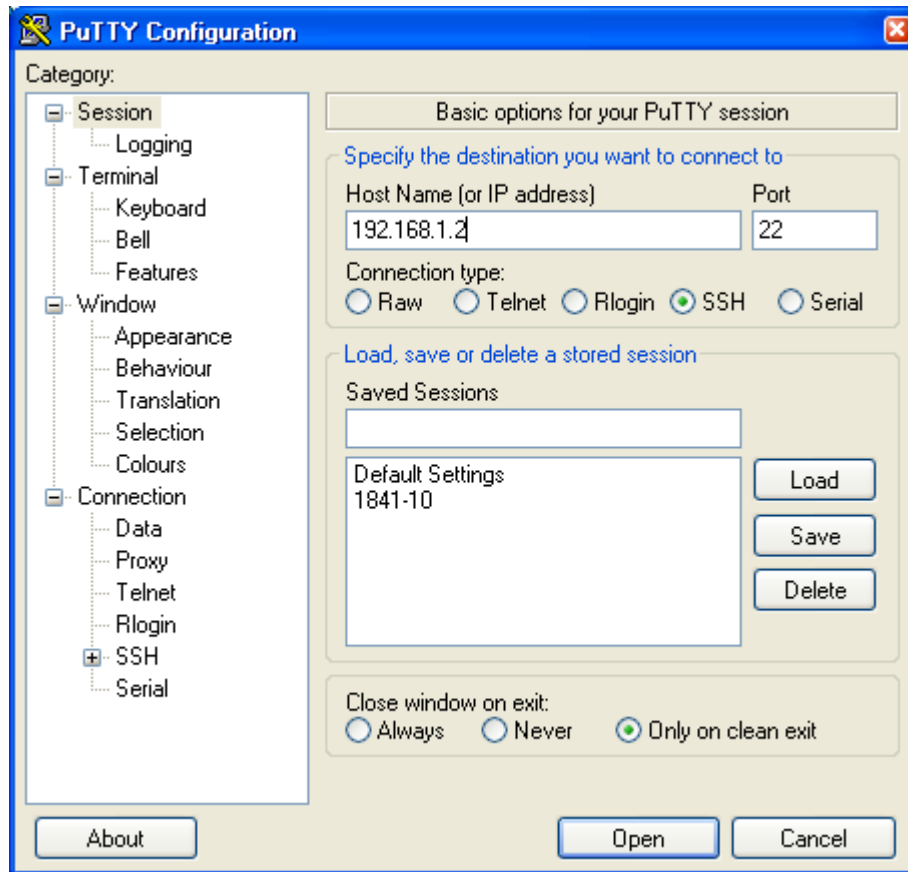 PuTTY Configuration
Category:
Session
Logging
Terminal
Keyboard
Bell
Features
Window
Appearance
Behaviour
Translation
Selection
Colours
Connection
Data
Proxy
Telnet
Rlogin
SSH
Serial
Basic options for your PuTTY session
Specify the destination you want to connect to
Host Name (or IP address) Port
192.168.1.2 22
Connection type:
Raw Telnet Rlogin SSH Serial
Load, save or delete a stored session
Saved Sessions
Default Settings
1841-10
Load
Save
Delete
Close window on exit:
Always Never Only on clean exit
About Open Cancel